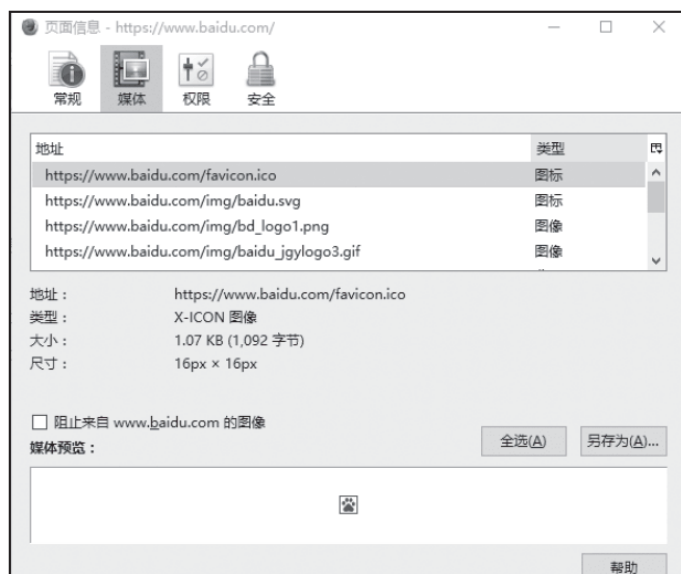 页面信息 - https://www.baidu.com/
常规 媒体 权限 安全
地址 类型
https://www.baidu.com/favicon.ico 图标
https://www.baidu.com/img/baidu.svg 图标
https://www.baidu.com/img/bd_logo1.png 图像
https://www.baidu.com/img/baidu_jgylogo3.gif 图像
地址： https://www.baidu.com/favicon.ico
类型： X-ICON 图像
大小： 1.07 KB (1,092 字节)
尺寸： 16px × 16px
阻止来自 www.baidu.com 的图像
全选(A) 另存为(A)...
媒体预览：
帮助